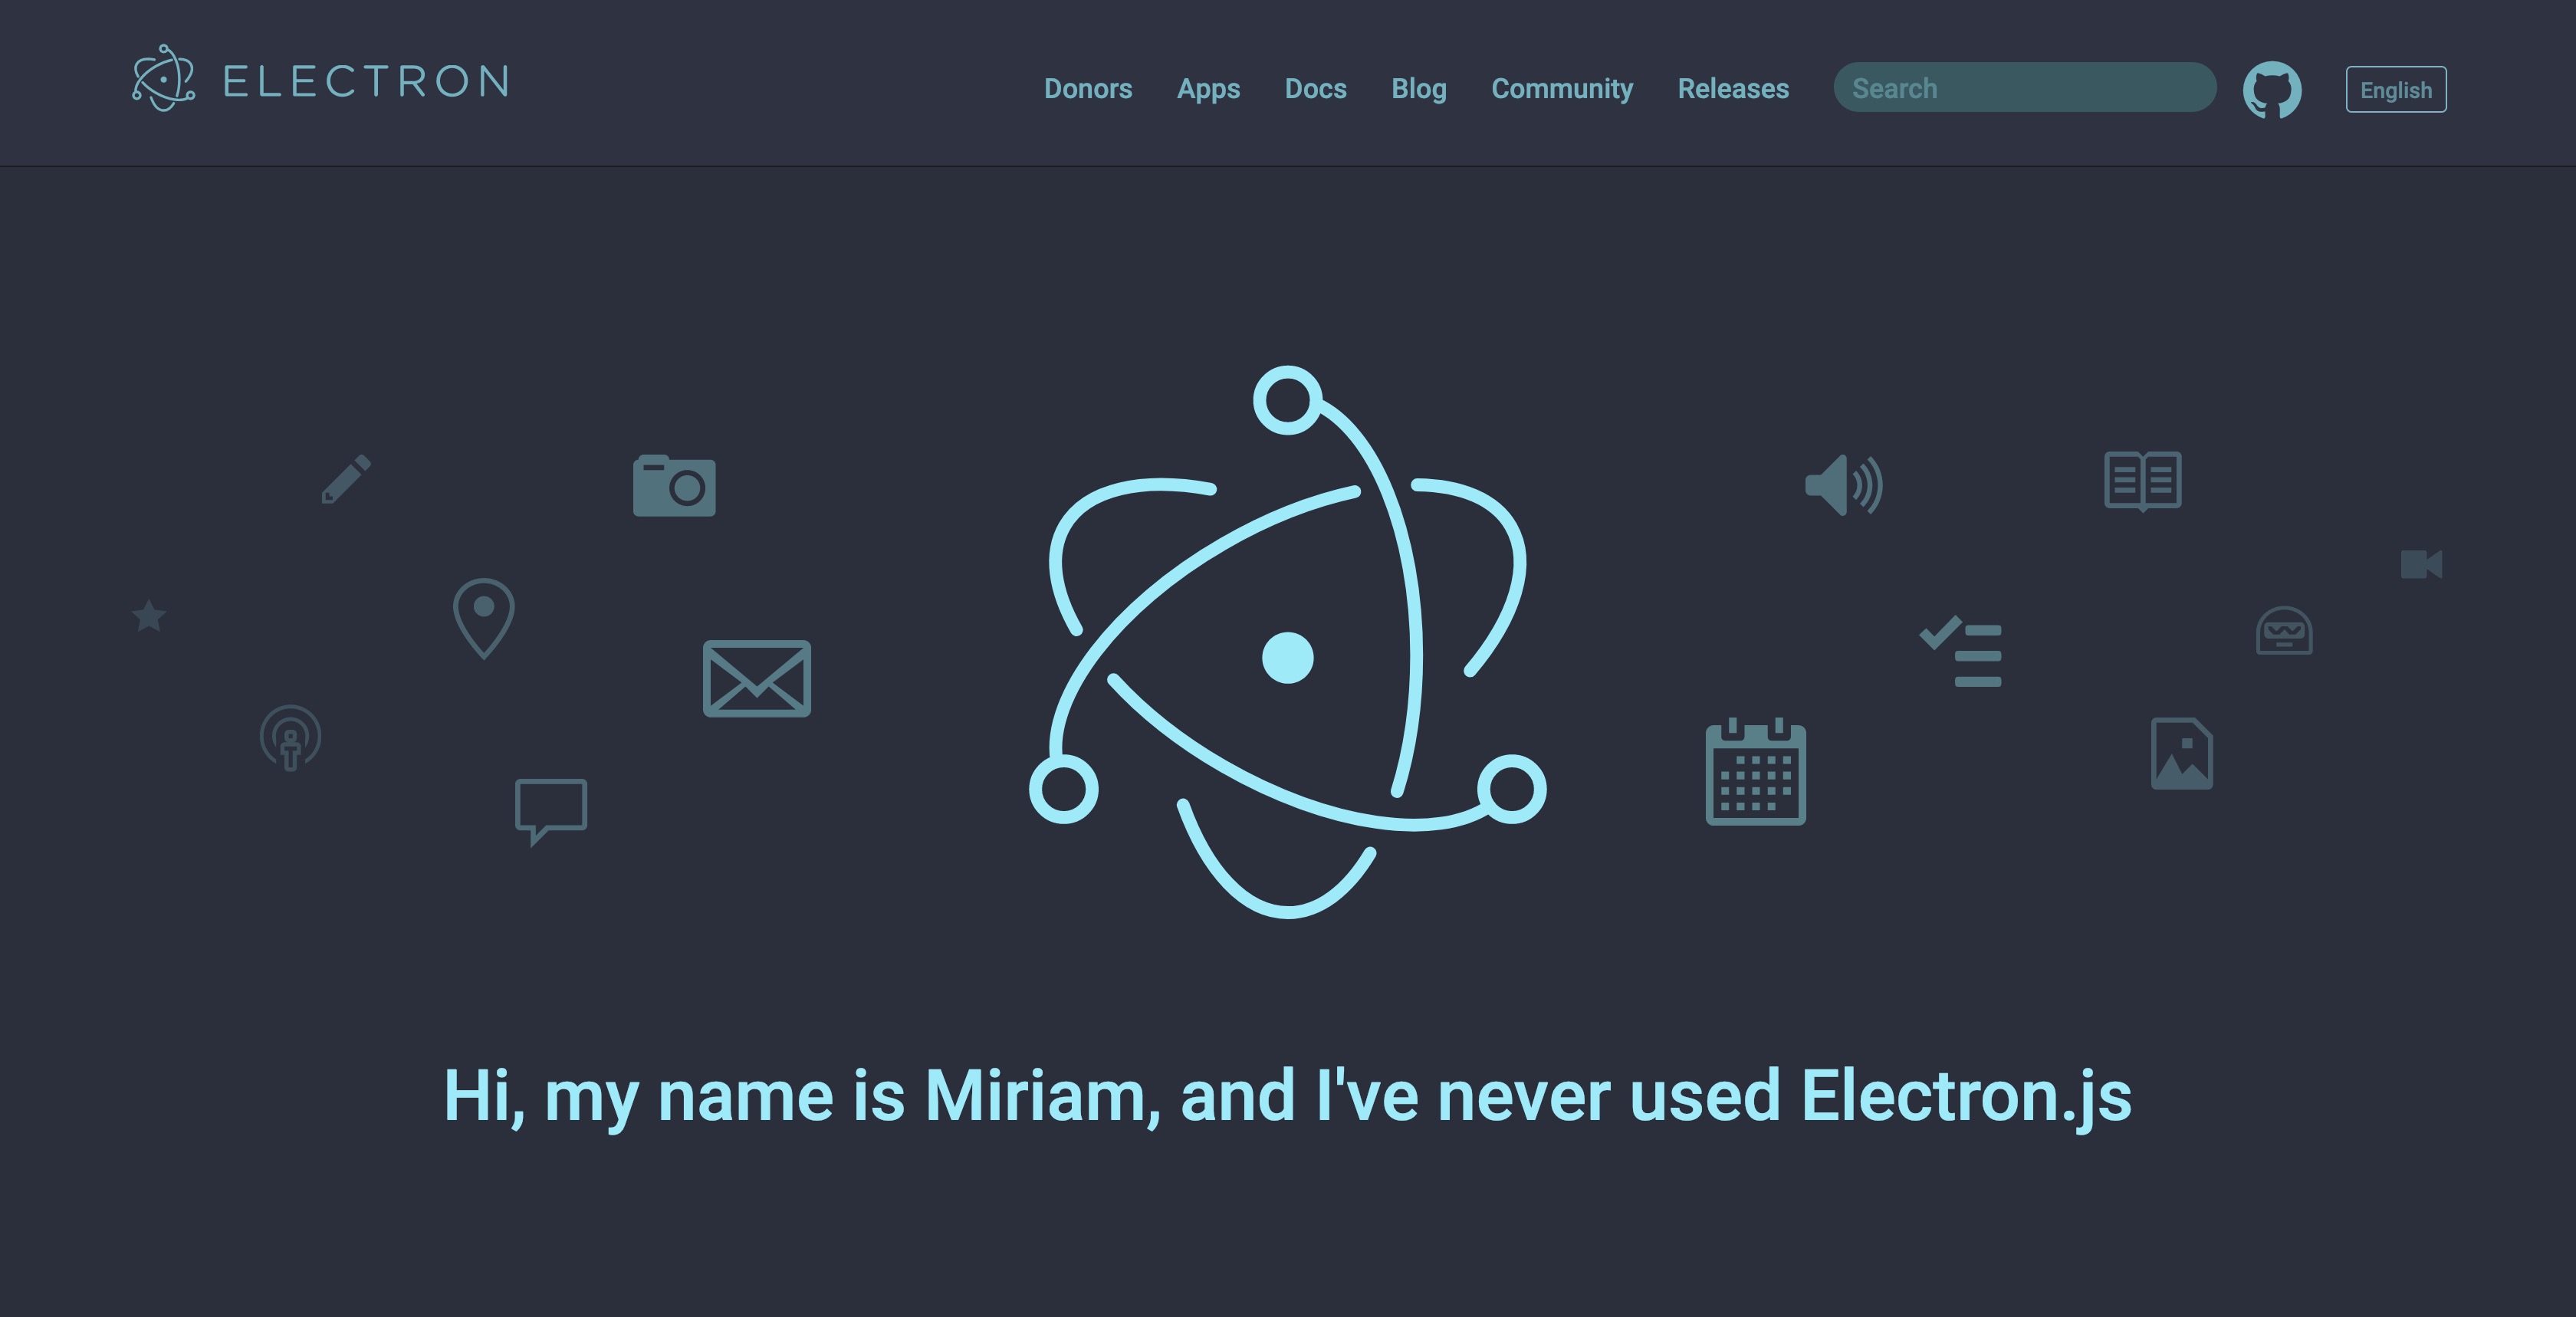 ELECTRON
Donors Apps Docs Blog Community Releases Search English
Hi, my name is Miriam, and I've never used Electron.js